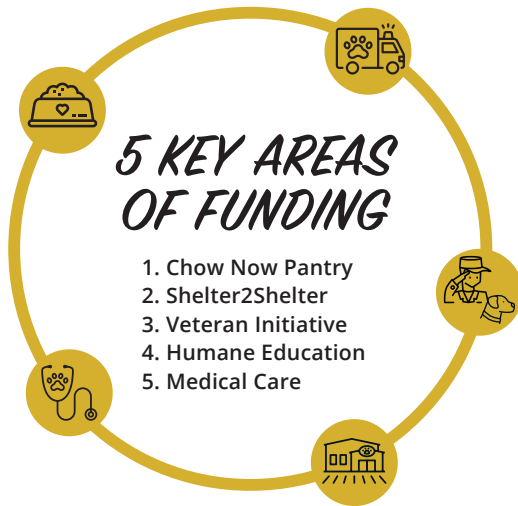 5 KEY AREAS
OF FUNDING
1. Chow Now Pantry
2. Shelter2Shelter
3. Veteran Initiative
4. Humane Education
5. Medical Care